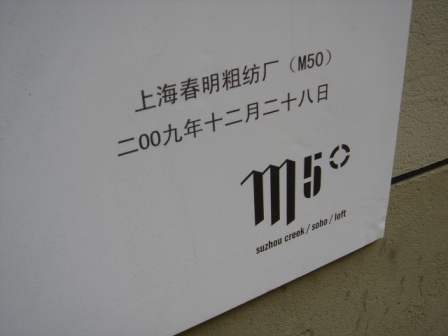 上海春明粗纺厂（M50）
二00九年十二月二十八日
m50
suzhou creek / soho / loft